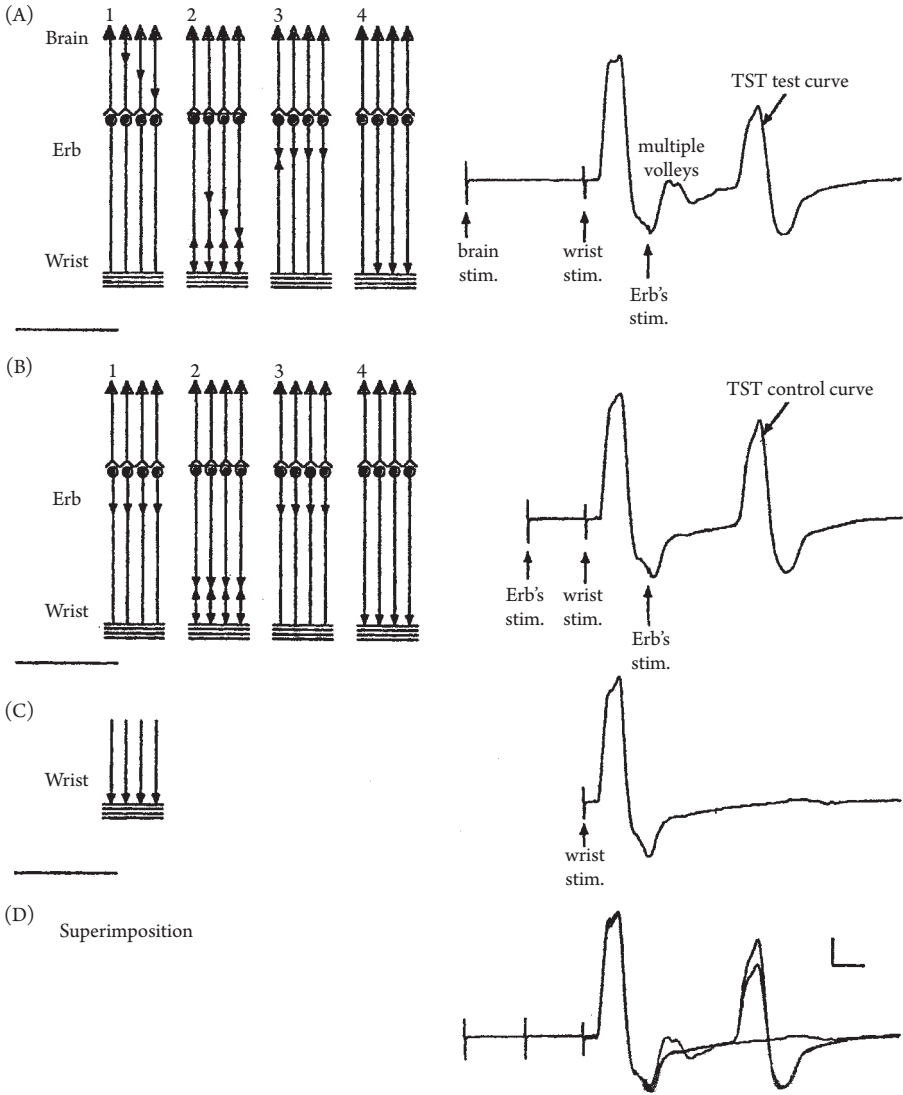 (A)
1 2 3 4
Brain
Erb
Wrist
TST test curve
multiple
volleys
brain
stim.
wrist
stim.
Erb's
stim.
(B)
1 2 3 4
Erb
Wrist
TST control curve
Erb's
stim.
wrist
stim.
Erb's
stim.
(C)
Wrist
wrist
stim.
(D)
Superimposition